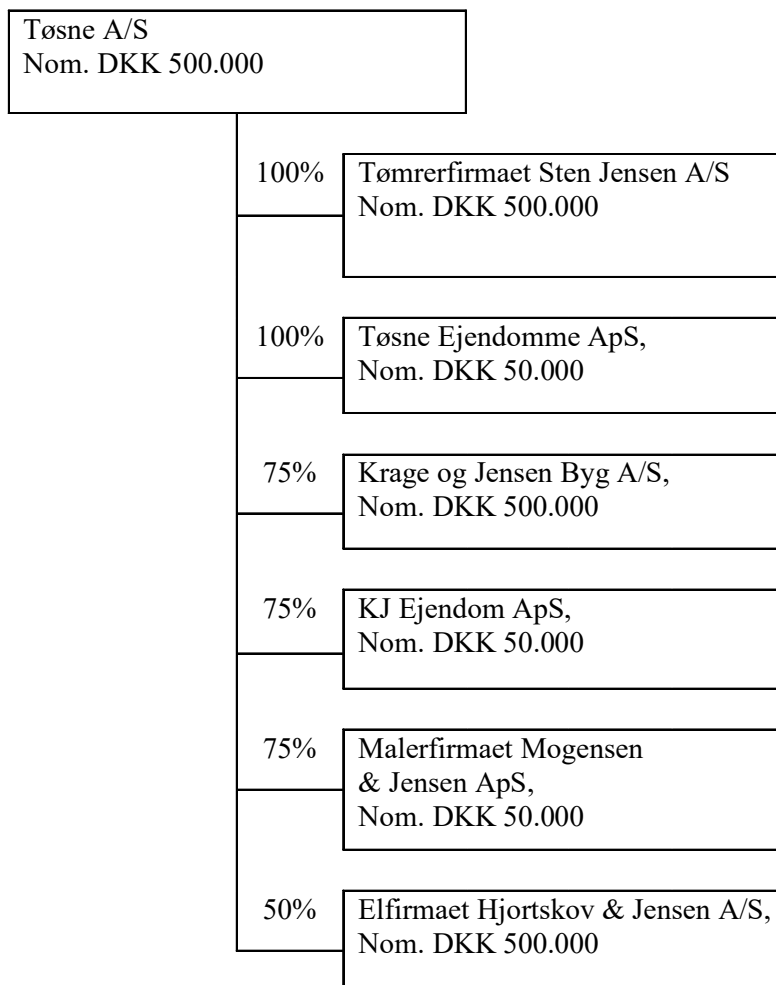 Tøsne A/S
Nom. DKK 500.000
100%
Tømrerfirmaet Sten Jensen A/S
Nom. DKK 500.000
100%
Tøsne Ejendomme ApS,
Nom. DKK 50.000
75%
Krage og Jensen Byg A/S,
Nom. DKK 500.000
75%
KJ Ejendom ApS,
Nom. DKK 50.000
75%
Malerfirmaet Mogensen
& Jensen ApS,
Nom. DKK 50.000
50%
Elfirmaet Hjortskov & Jensen A/S,
Nom. DKK 500.000